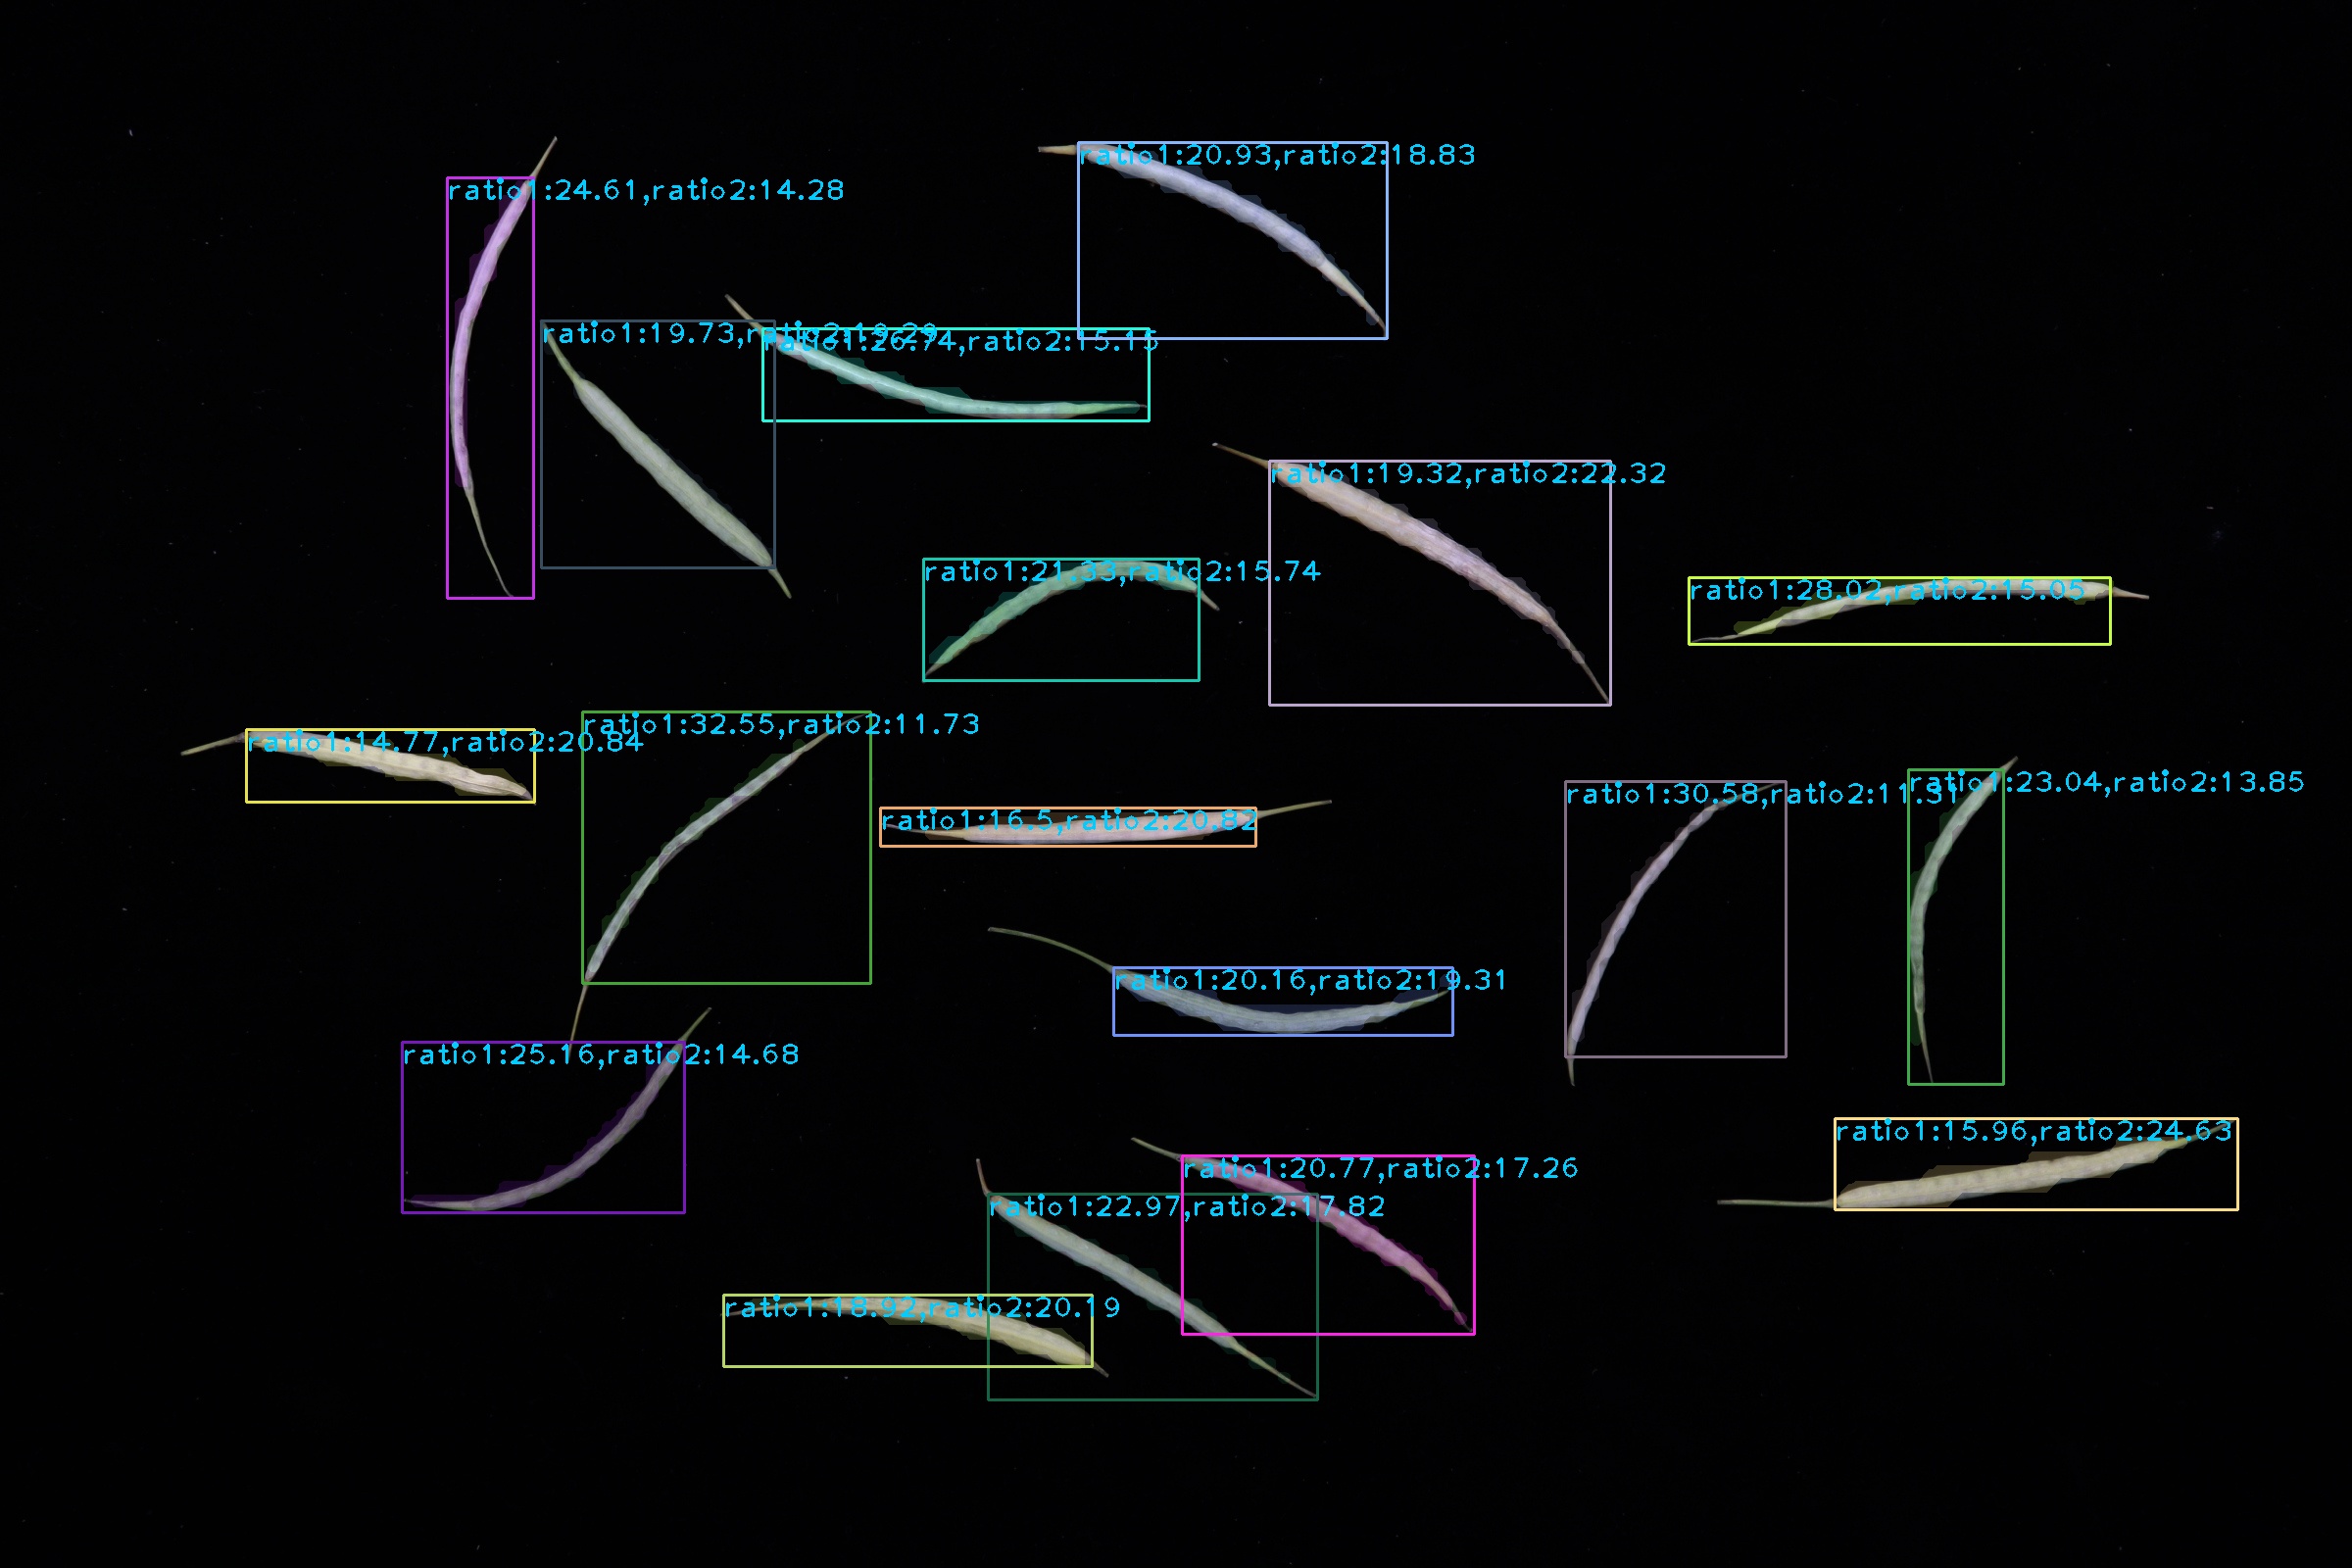 ratio1:20.93,ratio2:18.83
ratio1:24.61,ratio2:14.28
ratio1:19.73,ratio2:19.29
ratio1:26.74,ratio2:15.15
ratio1:19.32,ratio2:22.32
ratio1:21.33,ratio2:15.74
ratio1:28.02,ratio2:15.05
ratio1:32.55,ratio2:11.73
ratio1:14.77,ratio2:20.84
ratio1:23.04,ratio2:13.85
ratio1:30.58,ratio2:11.31
ratio1:16.5,ratio2:20.82
ratio1:20.16,ratio2:19.31
ratio1:25.16,ratio2:14.68
ratio1:15.96,ratio2:24.63
ratio1:20.77,ratio2:17.26
ratio1:22.97,ratio2:17.82
ratio1:18.92,ratio2:20.19